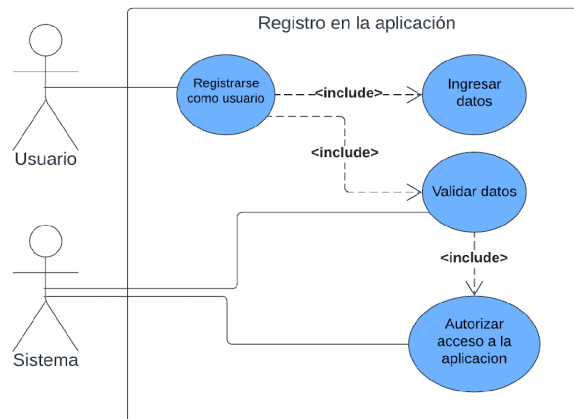 Registro en la aplicación
Registrarse
como usuario
<include>
Ingresar
datos
Usuario
<include>
Validar datos
<include>
Sistema
Autorizar
acceso a la
aplicacion